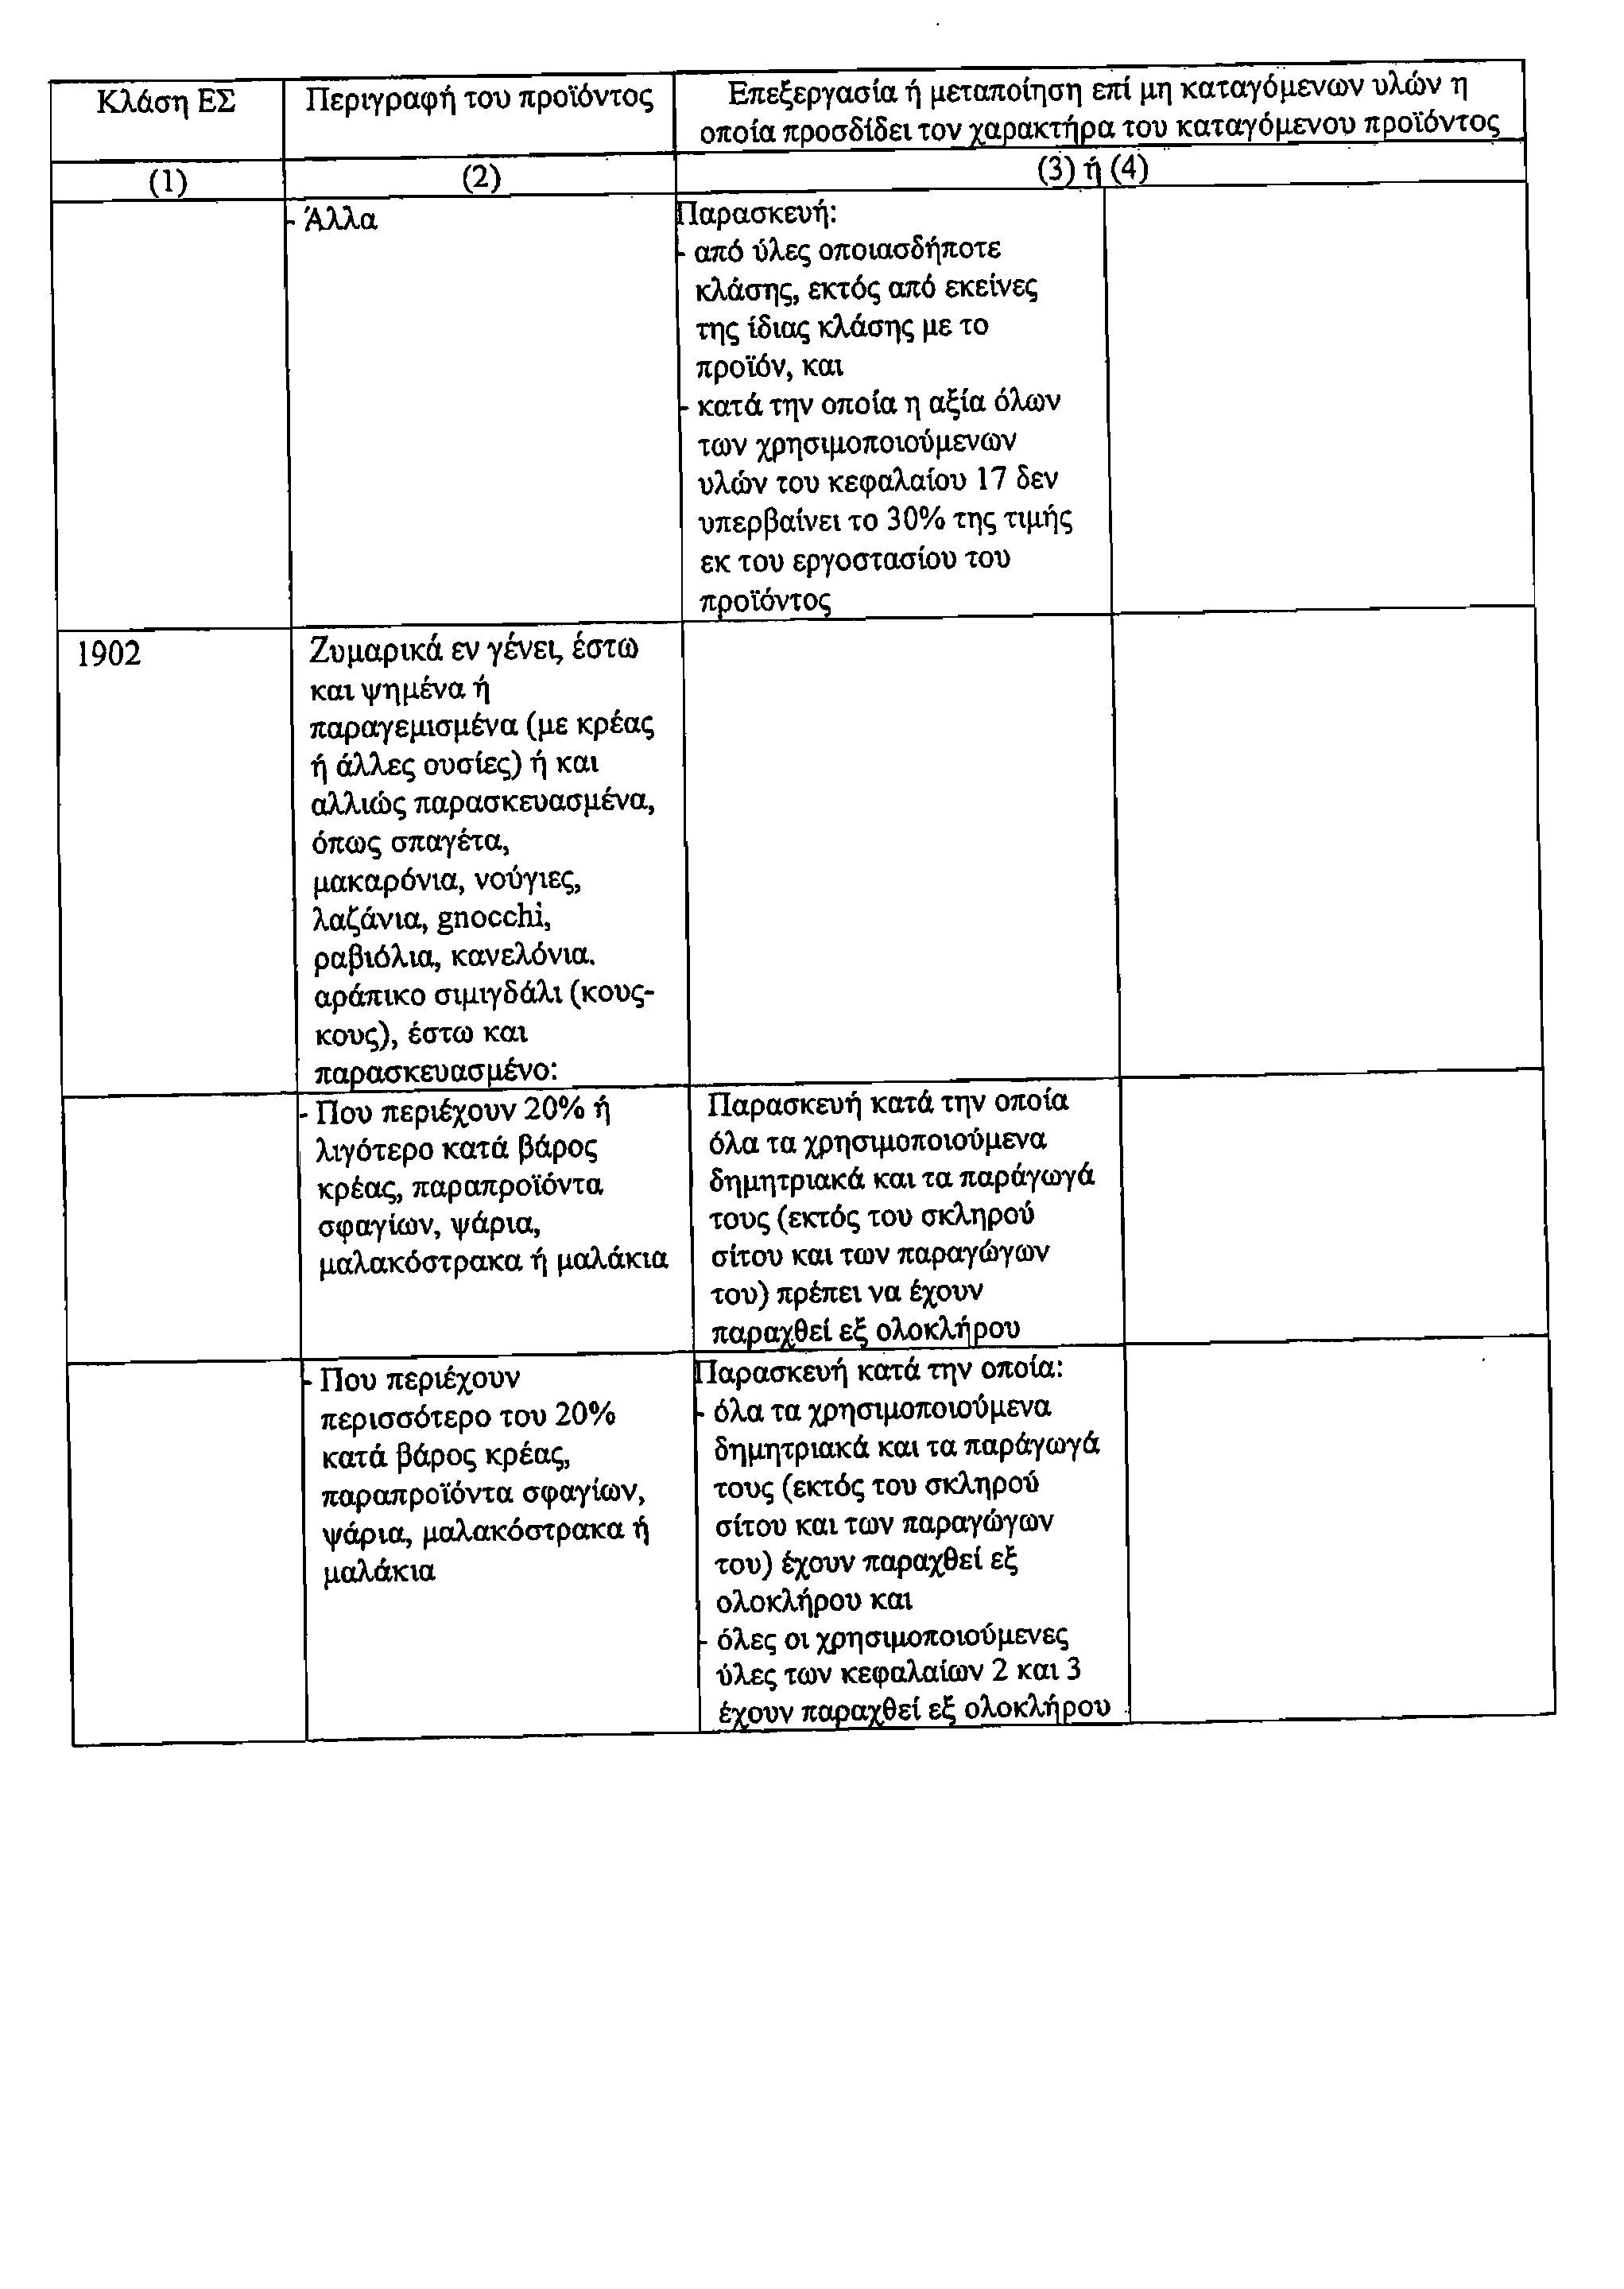 Κλάση ΕΣ
Περιγραφή του προϊόντος
Επεξεργασία ή μεταποίηση επί μη καταγόμενων υλών η
οποία προσδίδει τον χαρακτήρα του καταγόμενου προϊόντος
(1)
(2)
(3) ή (4)
- Άλλα
Παρασκευή:
- από ύλες οποιασδήποτε
κλάσης, εκτός από εκείνες
της ίδιας κλάσης με το
προϊόν, και
- κατά την οποία η αξία όλων
των χρησιμοποιούμενων
υλών του κεφαλαίου 17 δεν
υπερβαίνει το 30% της τιμής
εκ του εργοστασίου του
προϊόντος
1902
Ζυμαρικά εν γένει, έστω
και ψημένα ή
παραγεμισμένα (με κρέας
ή άλλες ουσίες) ή και
αλλιώς παρασκευασμένα,
όπως σπαγέτα,
μακαρόνια, νούγιες,
λαζάνια, gnocchi,
ραβιόλια, κανελόνια.
αράπικο σιμιγδάλι (κους-
κους), έστω και
παρασκευασμένο:
- Που περιέχουν 20% ή
λιγότερο κατά βάρος
κρέας, παραπροϊόντα
σφαγίων, ψάρια,
μαλακόστρακα ή μαλάκια
Παρασκευή κατά την οποία
όλα τα χρησιμοποιούμενα
δημητριακά και τα παράγωγά
τους (εκτός του σκληρού
σίτου και των παραγώγων
του) πρέπει να έχουν
παραχθεί εξ ολοκλήρου
- Που περιέχουν
περισσότερο του 20%
κατά βάρος κρέας,
παραπροϊόντα σφαγίων,
ψάρια, μαλακόστρακα ή
μαλάκια
Παρασκευή κατά την οποία:
- όλα τα χρησιμοποιούμενα
δημητριακά και τα παράγωγά
τους (εκτός του σκληρού
σίτου και των παραγώγων
του) έχουν παραχθεί εξ
ολοκλήρου και
- όλες οι χρησιμοποιούμενες
ύλες των κεφαλαίων 2 και 3
έχουν παραχθεί εξ ολοκλήρου